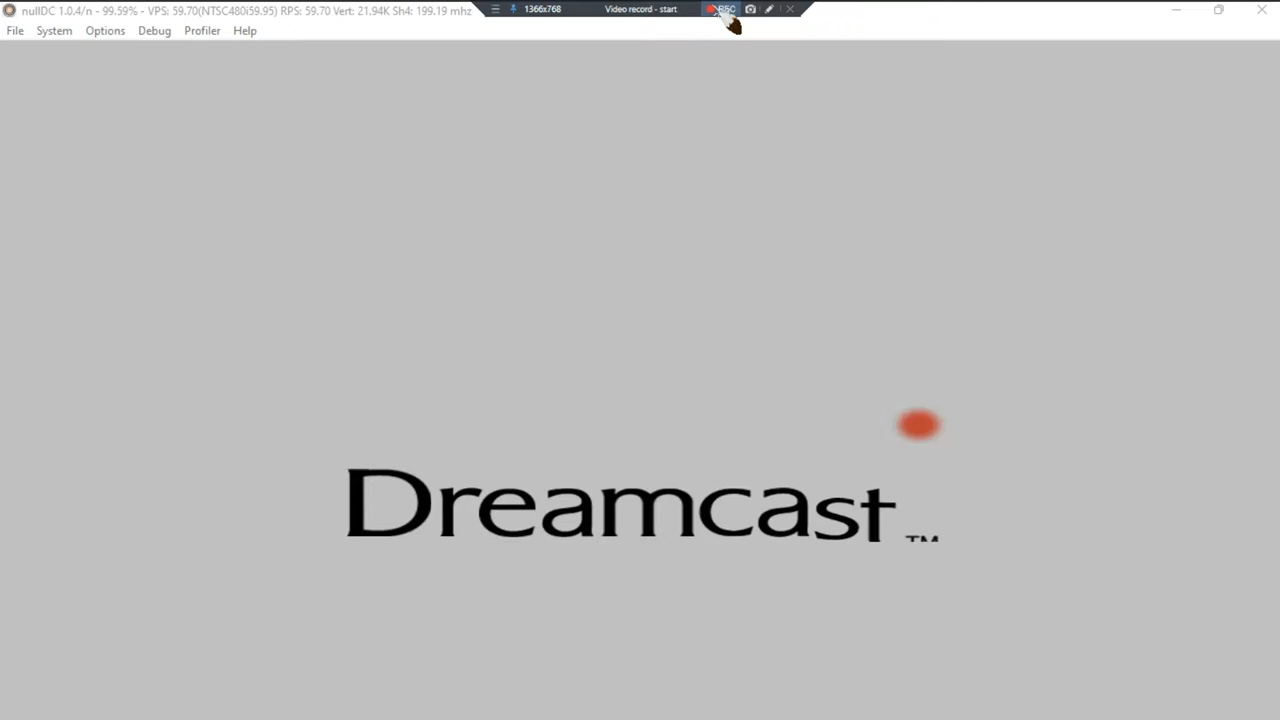 nullDC 1.0.4/n - 99.59% - VPS: 59.70(NTSC480i59.95) RPS: 59.70 Vert: 21.94K Sh4: 199.19 mhz
1366x768 Video record - start REC
File System Options Debug Profiler Help
Dreamcast TM